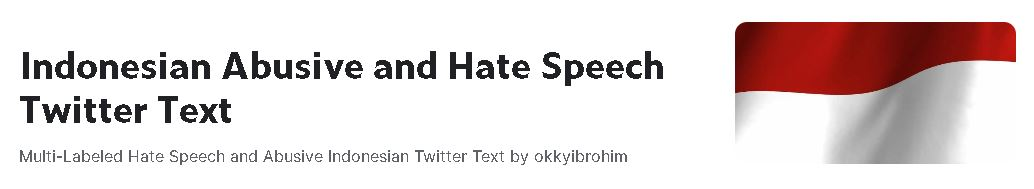 Indonesian Abusive and Hate Speech
Twitter Text
Multi-Labeled Hate Speech and Abusive Indonesian Twitter Text by okkyibrohim